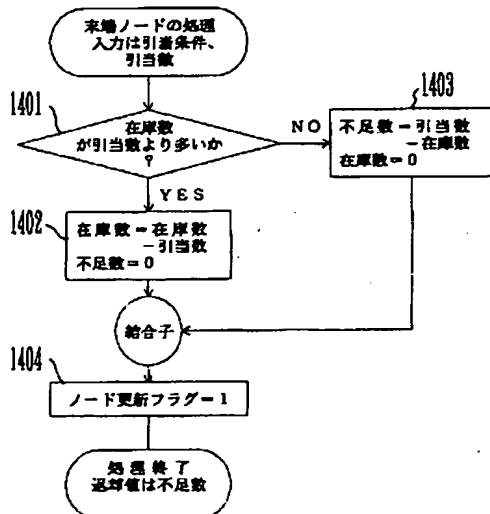 末端ノードの処理
入力は引当条件、
引当数
1401
在庫数
が引当数より多いか
?
NO
1403
不足数=引当数
-在庫数
在庫数=0
YES
1402
在庫数=在庫数
-引当数
不足数=0
結合子
1404
ノード更新フラグ=1
処理終了
返却値は不足数